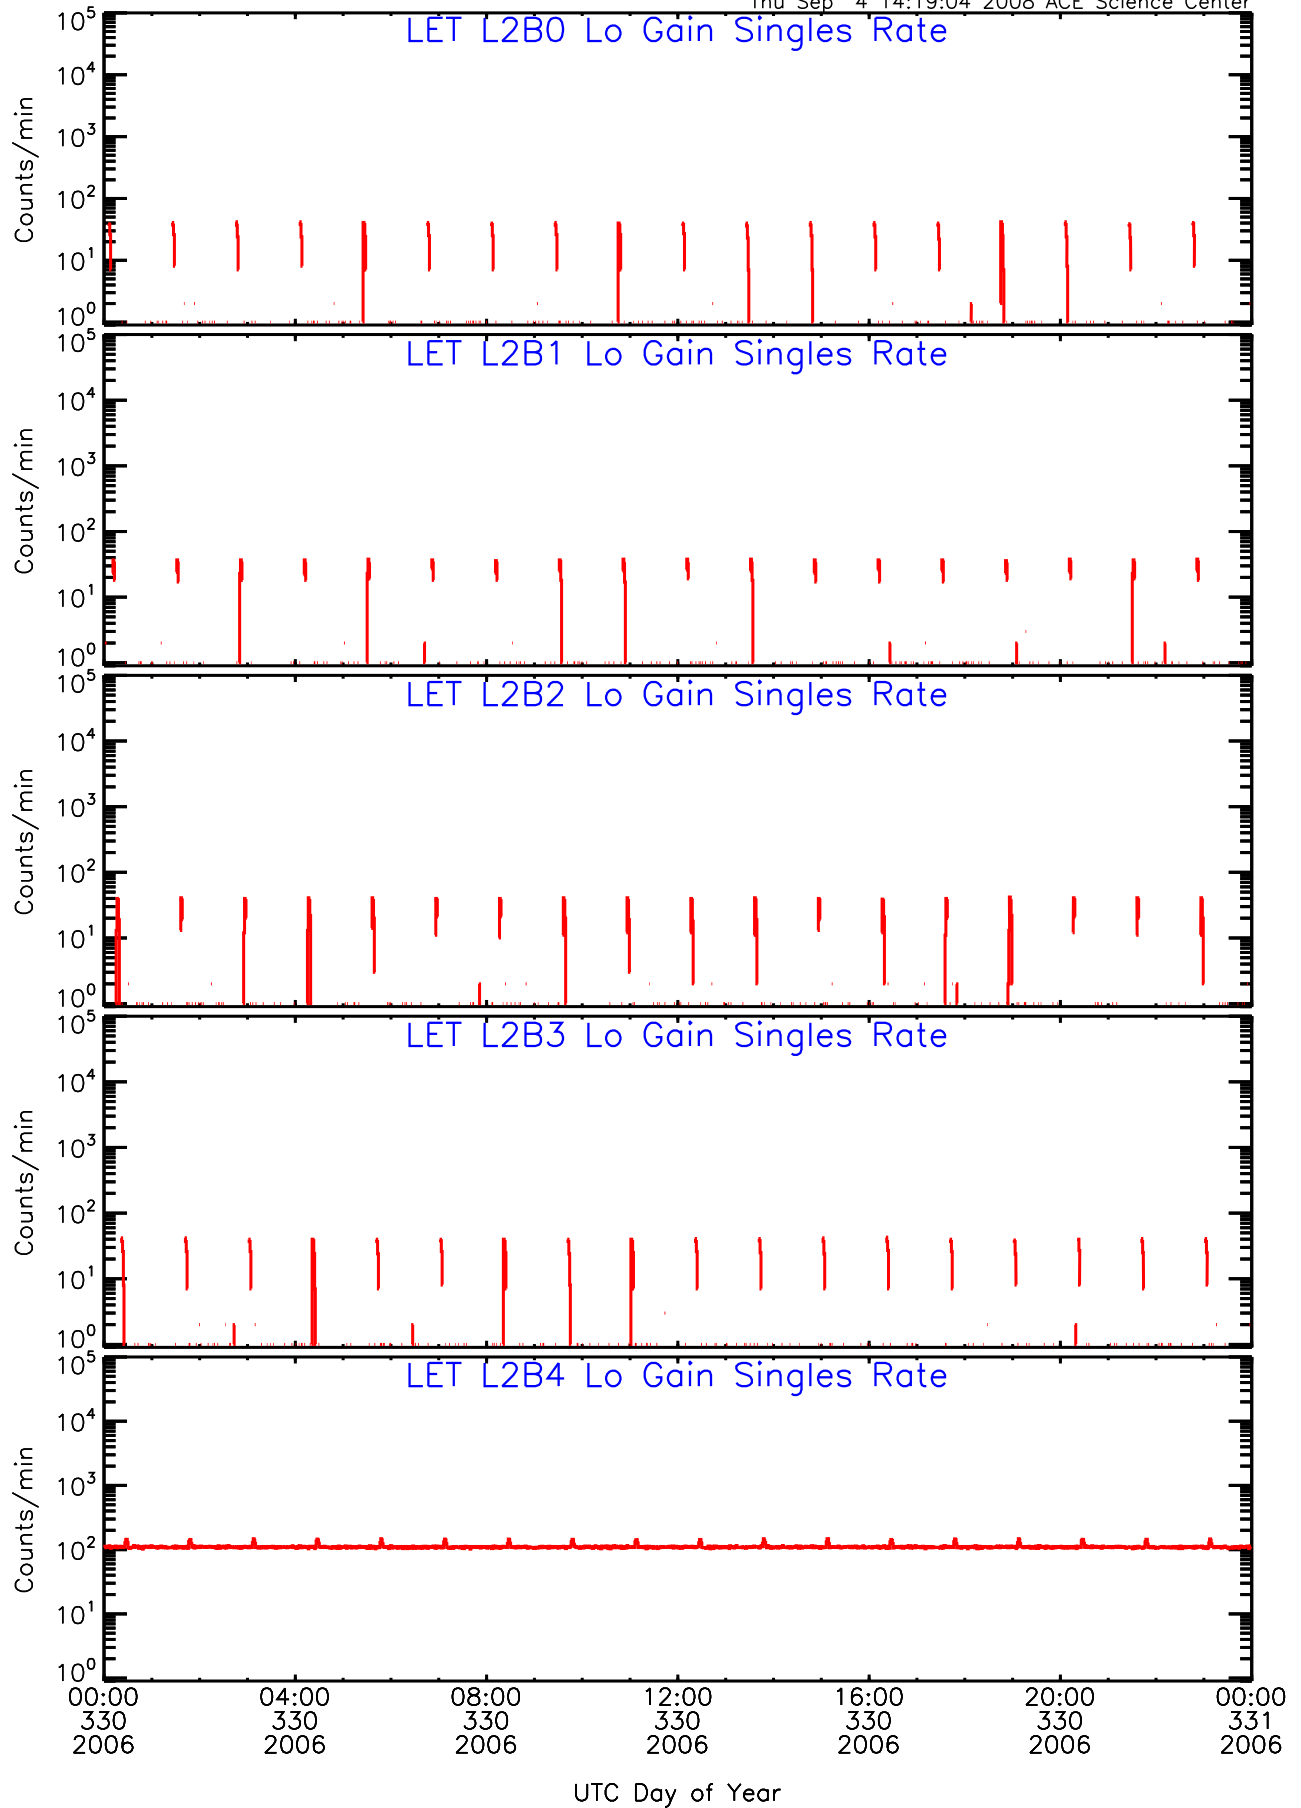 Thu Sep 4 14:19:04 2008 ACE Science Center
LET L2B0 Lo Gain Singles Rate
10^5
10^4
10^3
10^2
10^1
10^0
Counts/min
LET L2B1 Lo Gain Singles Rate
10^5
10^4
10^3
10^2
10^1
10^0
Counts/min
LET L2B2 Lo Gain Singles Rate
10^5
10^4
10^3
10^2
10^1
10^0
Counts/min
LET L2B3 Lo Gain Singles Rate
10^5
10^4
10^3
10^2
10^1
10^0
Counts/min
LET L2B4 Lo Gain Singles Rate
10^5
10^4
10^3
10^2
10^1
10^0
Counts/min
00:00 04:00 08:00 12:00 16:00 20:00 00:00
330 330 330 330 330 330 331
2006 2006 2006 2006 2006 2006 2006
UTC Day of Year